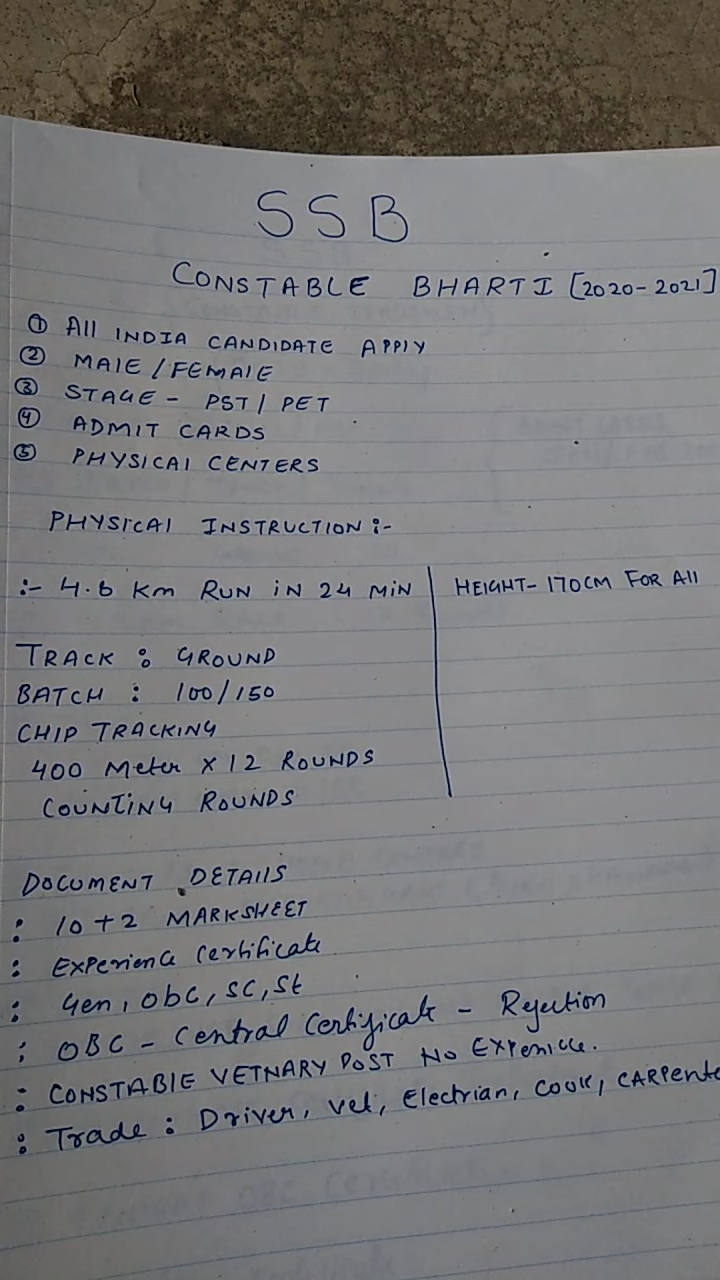 SSB
CONSTABLE BHARTI [2020-2021]
① All INDIA CANDIDATE APPlY
② MAlE / FEMAlE
③ STAGE - PST / PET
④ ADMIT CARDS
⑤ PHYSICAl CENTERS
PHYSICAl INSTRUCTION :-
:- 4.8 Km RUN iN 24 MiN
HEIGHT- 170CM FOR All
TRACK : GROUND
BATCH : 100/150
CHIP TRACKING
400 Meter X 12 ROUNDS
COUNTiNG ROUNDS
DOCUMENT DETAIlS
: 10 + 2 MARKSHEET
: Experience Certificate
: Gen, Obc, SC, St
: OBC - Central Certificate - Rejection
: CONSTABlE VETNARY POST NO EXPERICE.
: Trade : Driver, vet, Electrian, Cook, CARPente